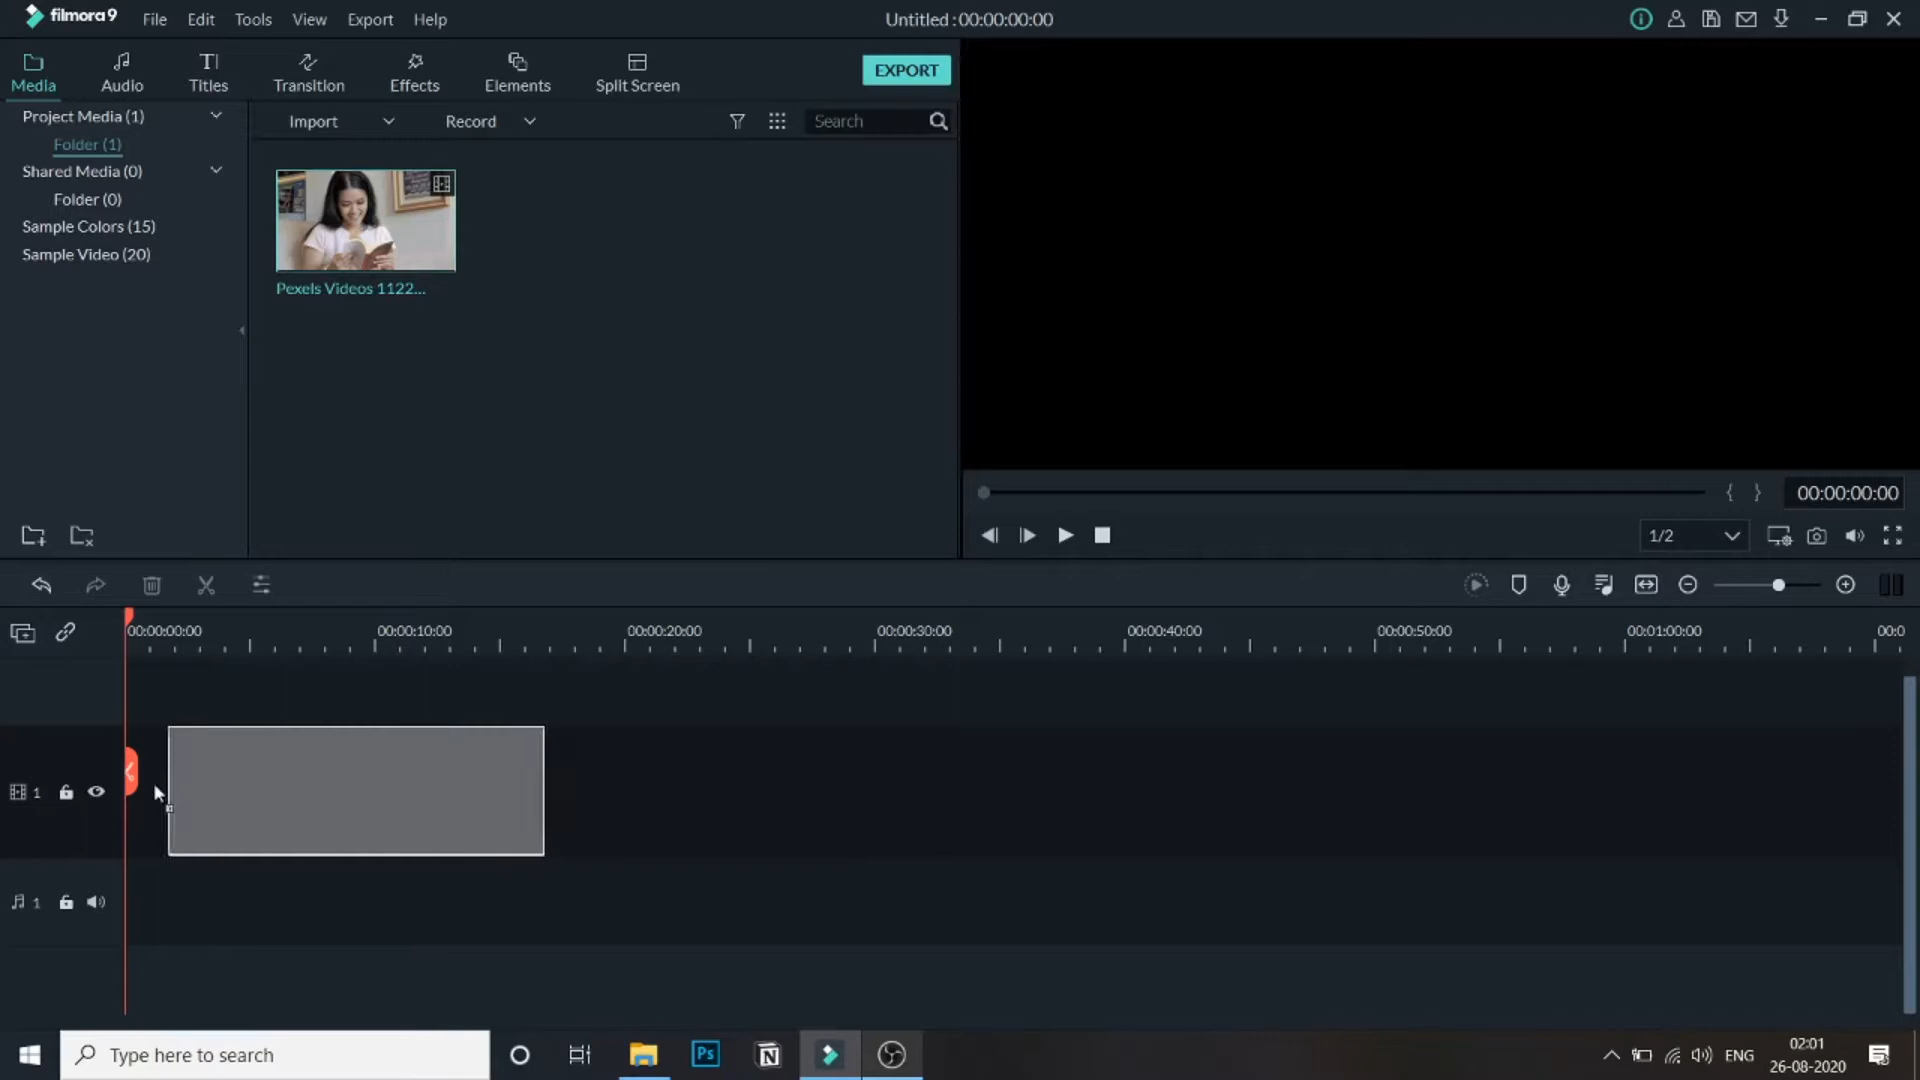 filmora9 File Edit Tools View Export Help Untitled : 00:00:00:00
Media Audio Titles Transition Effects Elements Split Screen EXPORT
Project Media (1)
Folder (1)
Shared Media (0)
Folder (0)
Sample Colors (15)
Sample Video (20)
Import Record Search
Pexels Videos 1122...
00:00:00:00
1/2
00:00:00:00 00:00:10:00 00:00:20:00 00:00:30:00 00:00:40:00 00:00:50:00 00:01:00:00 00:0
1
1
Type here to search
Ps
N
ENG
02:01
26-08-2020